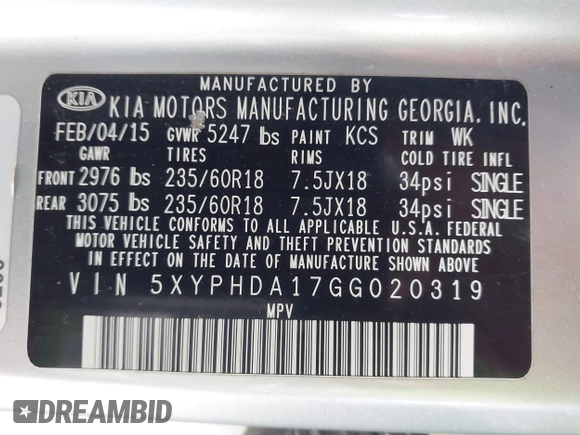 MANUFACTURED BY
KIA KIA MOTORS MANUFACTURING GEORGIA, INC.
FEB/04/15 GVWR 5247 lbs PAINT KCS TRIM WK
GAWR TIRES RIMS COLD TIRE INFL
FRONT 2976 lbs 235/60R18 7.5JX18 34psi SINGLE
REAR 3075 lbs 235/60R18 7.5JX18 34psi SINGLE
THIS VEHICLE CONFORMS TO ALL APPLICABLE U.S.A. FEDERAL
MOTOR VEHICLE SAFETY AND THEFT PREVENTION STANDARDS
IN EFFECT ON THE DATE OF MANUFACTURE SHOWN ABOVE.
VIN 5XYPHDA17GG020319
MPV
DREAMBID